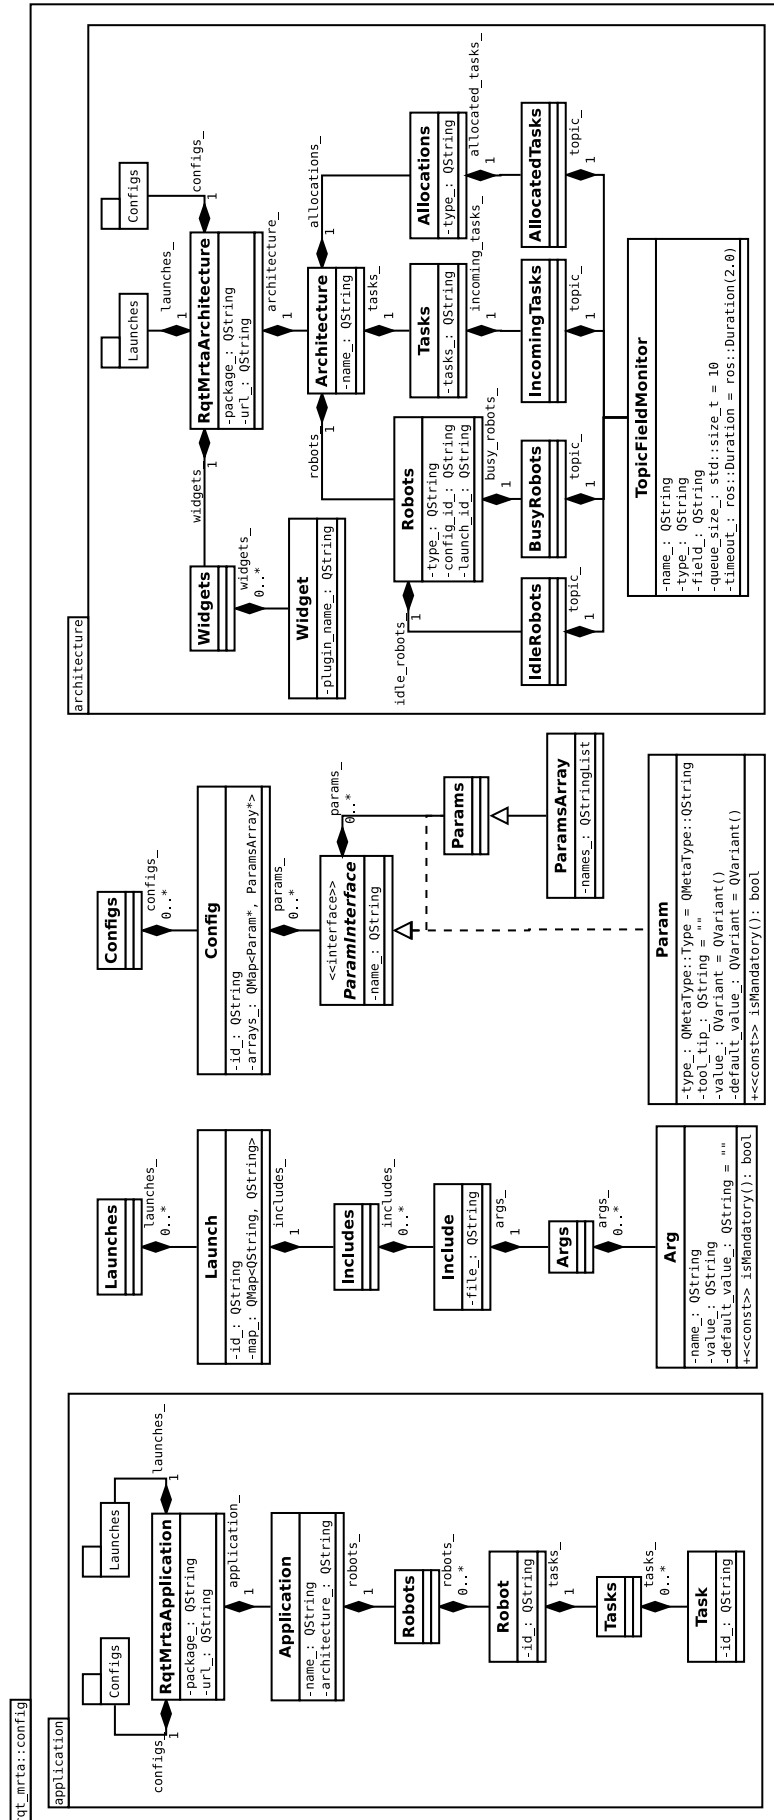 rqt_mrta::config
application
Configs
Launches
configs_
1
launches_
1
RqtMrtaApplication
-package_: QString
-url_: QString
application_
1
Application
-name_: QString
-architecture_: QString
robots_
1
Robots
robots_
0..*
Robot
-id_: QString
tasks_
1
Tasks
tasks_
0..*
Task
-id_: QString
Launches
launches_
0..*
Launch
-id_: QString
-map_: QMap<QString, QString>
includes_
1
Includes
includes_
0..*
Include
-file_: QString
args_
1
Args
args_
0..*
Arg
-name_: QString
-value_: QString
-default_value_: QString = ""
+<<const>> isMandatory(): bool
Configs
configs_
0..*
Config
-id_: QString
-arrays_: QMap<Param*, ParamsArray*>
params_
0..*
<<interface>>
ParamInterface
-name_: QString
params_
0..*
Params
ParamsArray
-names_: QStringList
Param
-type_: QMetaType::Type = QMetaType::QString
-tool_tip_: QString = ""
-value_: QVariant = QVariant()
-default_value_: QVariant = QVariant()
+<<const>> isMandatory(): bool
architecture
Launches
Configs
launches_
1
configs_
1
RqtMrtaArchitecture
-package_: QString
-url_: QString
widgets_
1
Widgets
widgets_
0..*
Widget
-plugin_name_: QString
architecture_
1
Architecture
-name_: QString
robots_
1
tasks_
1
allocations_
1
Robots
-type_: QString
-config_id_: QString
-launch_id_: QString
Tasks
-tasks_: QString
Allocations
-type_: QString
idle_robots_
1
busy_robots_
1
incoming_tasks_
1
allocated_tasks_
1
IdleRobots
BusyRobots
IncomingTasks
AllocatedTasks
topic_
1
topic_
1
topic_
1
topic_
1
TopicFieldMonitor
-name_: QString
-type_: QString
-field_: QString
-queue_size_: std::size_t = 10
-timeout_: ros::Duration = ros::Duration(2.0)